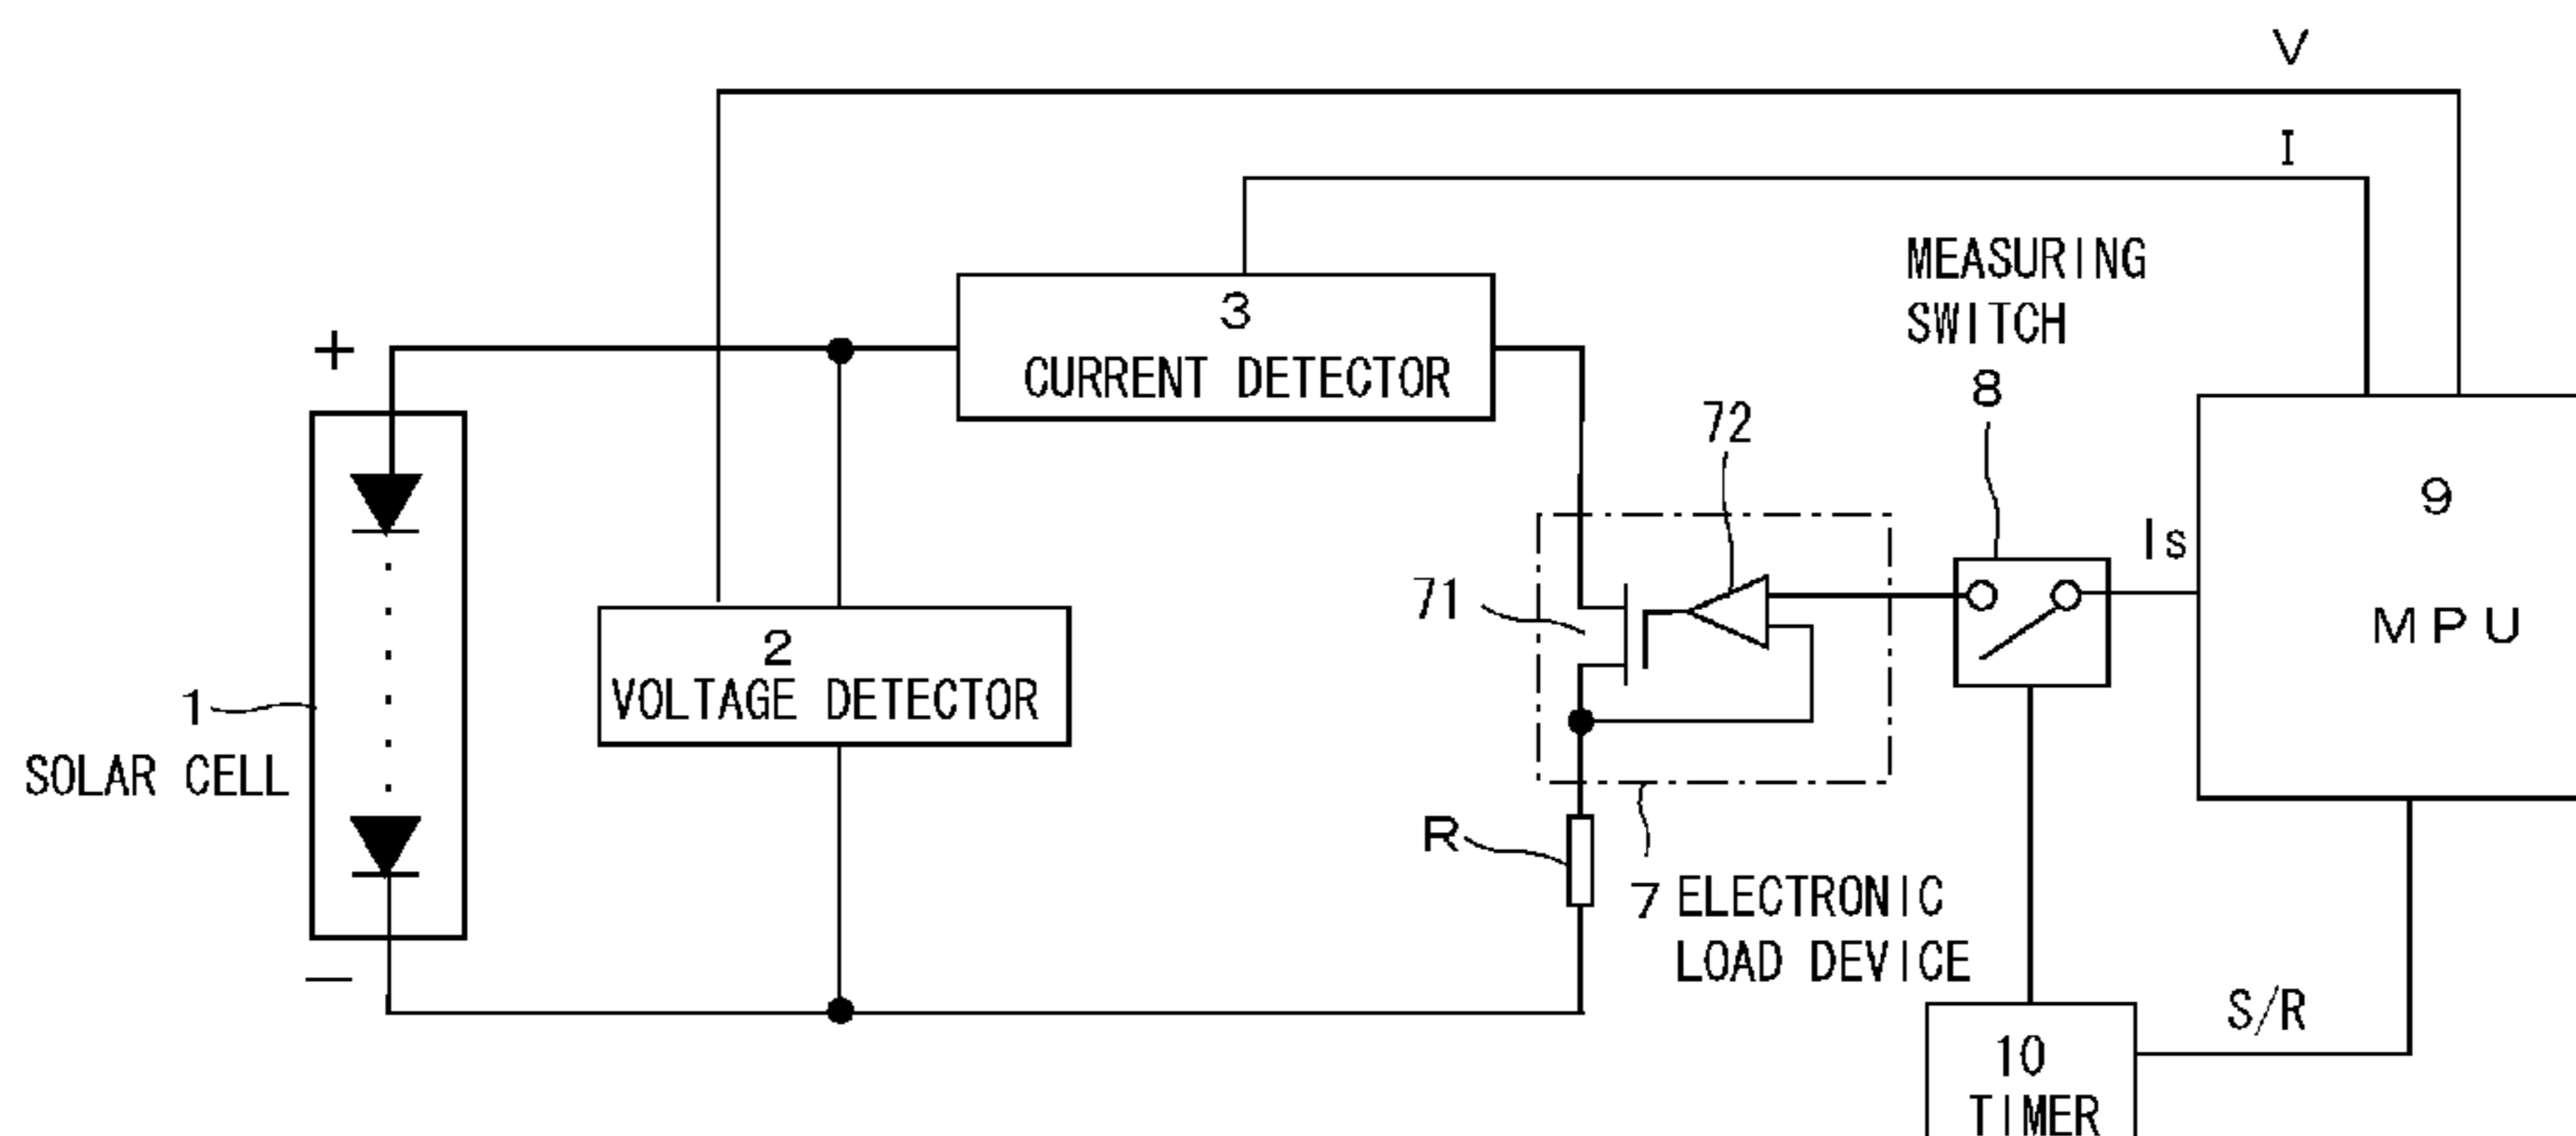 V
I
MEASURING
SWITCH
8
+
3
CURRENT DETECTOR
72
9
MPU
Is
71
2
VOLTAGE DETECTOR
1
SOLAR CELL
R
7 ELECTRONIC
LOAD DEVICE
−
S/R
10
TIMER